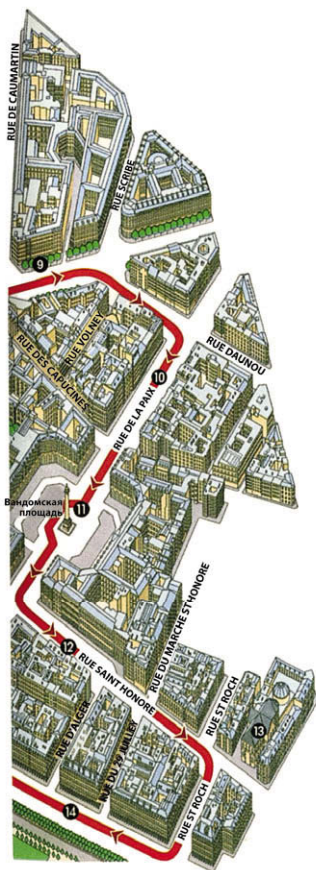 RUE DE CAUMARTIN
RUE SCRIBE
9
RUE VOLNEY
RUE DES CAPUCINES
RUE DAUNOU
10
RUE DE LA PAIX
Вандомская
площадь
11
RUE DU MARCHE ST HONORE
12
RUE SAINT HONORE
RUE ST ROCH
13
RUE D'ALGER
RUE DU 29 JUILLEY
RUE ST ROCH
14